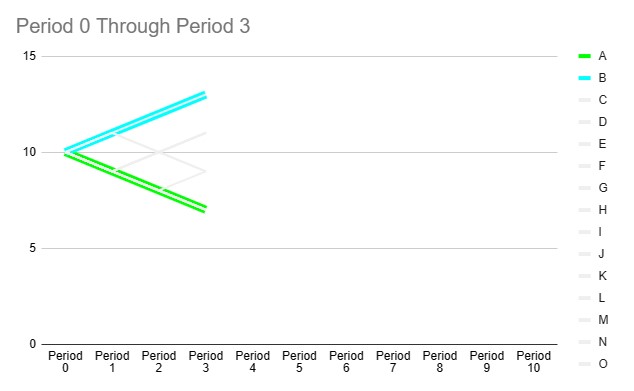 Period 0 Through Period 3
15
10
5
0
Period 0
Period 1
Period 2
Period 3
Period 4
Period 5
Period 6
Period 7
Period 8
Period 9
Period 10
A
B
C
D
E
F
G
H
I
J
K
L
M
N
O